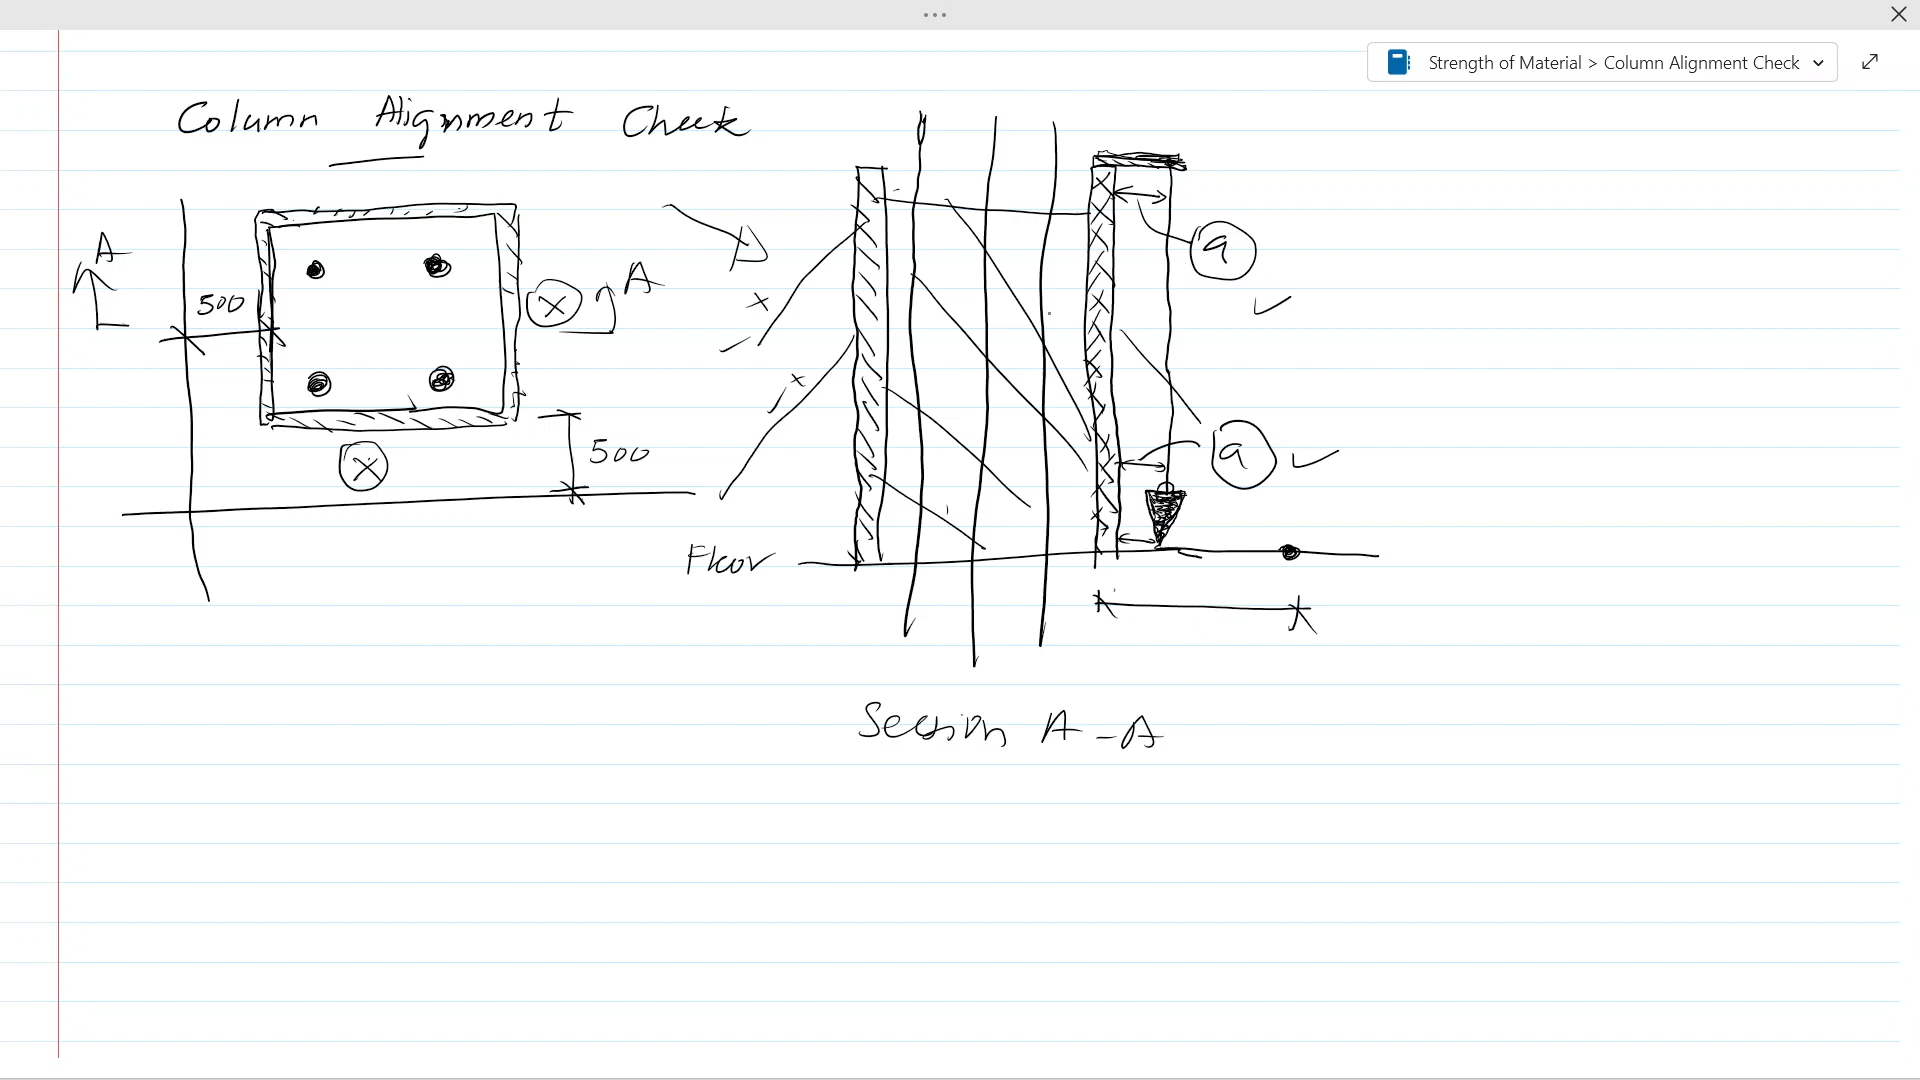 Strength of Material > Column Alignment Check
Column Alignment Check
A
500
X
A
X
500
a
a
Floor
Section A-A